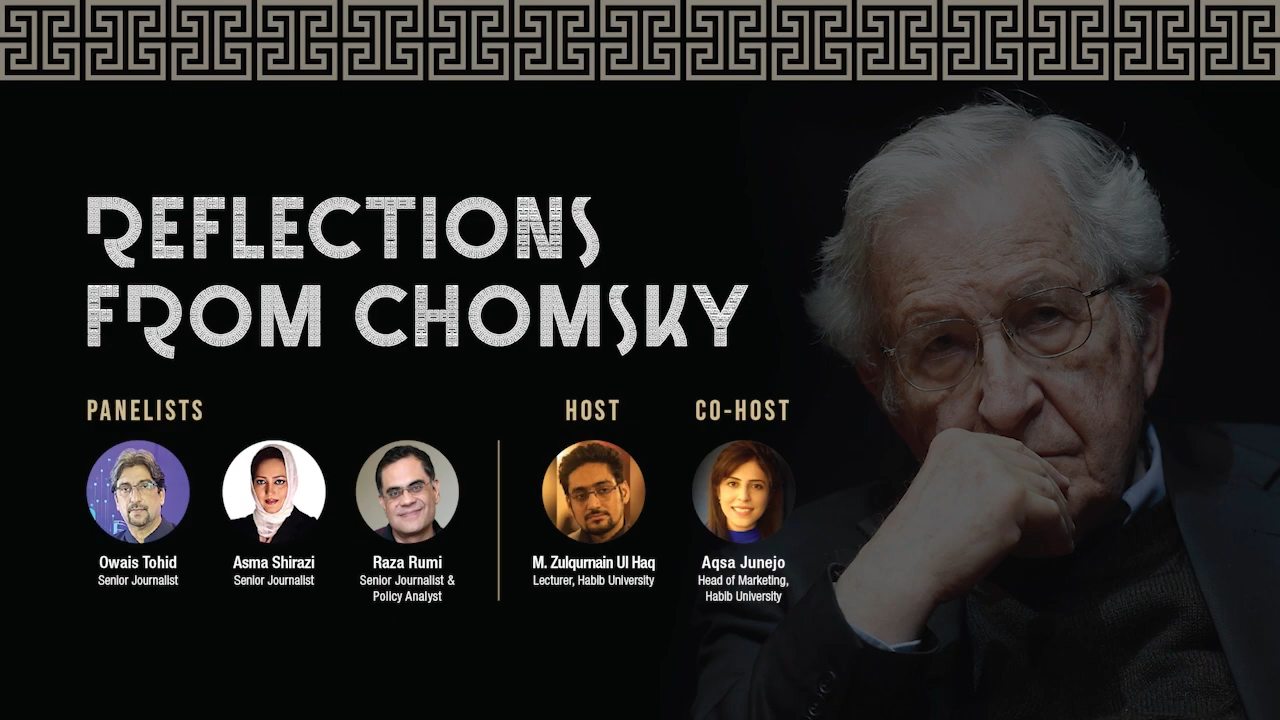 REFLECTIONS
FROM CHOMSKY
PANELISTS
Owais Tohid
Senior Journalist
Asma Shirazi
Senior Journalist
Raza Rumi
Senior Journalist &
Policy Analyst
HOST
M. Zulqurnain Ul Haq
Lecturer, Habib University
CO-HOST
Aqsa Junejo
Head of Marketing,
Habib University